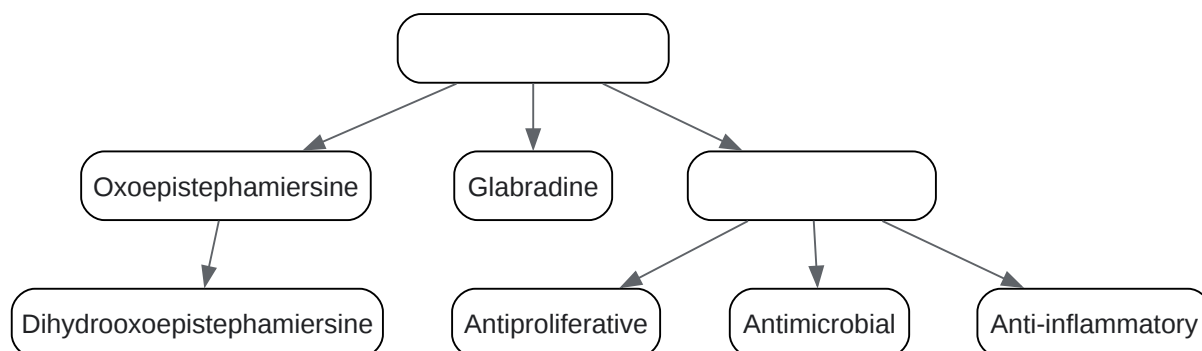 Oxoepistephamiersine
Glabradine
Dihydrooxoepistephamiersine
Antiproliferative
Antimicrobial
Anti-inflammatory